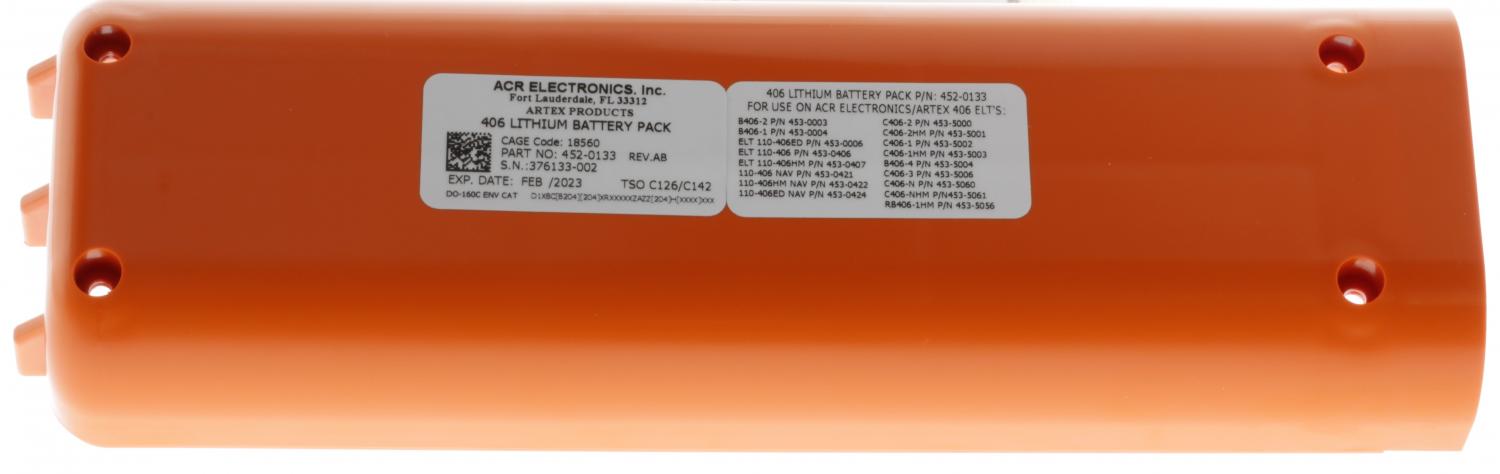 ACR ELECTRONICS. Inc.
Fort Lauderdale, FL 33312
ARTEX PRODUCTS
406 LITHIUM BATTERY PACK
CAGE Code: 18560
PART NO: 452-0133 REV.AB
S.N.:376133-002
EXP. DATE: FEB /2023 TSO C126/C142
DO-160C ENV CAT
406 LITHIUM BATTERY PACK P/N: 452-0133
FOR USE ON ACR ELECTRONICS/ARTEX 406 ELT'S:
B406-2 P/N 453-0003
B406-1 P/N 453-0004
ELT 110-406ED P/N 453-0006
ELT 110-406 P/N 453-0406
ELT 110-406HM P/N 453-0407
110-406 NAV P/N 453-0421
110-406HM NAV P/N 453-0422
110-406ED NAV P/N 453-0424
C406-2 P/N 453-5000
C406-2HM P/N 453-5001
C406-1 P/N 453-5002
C406-1HM P/N 453-5003
B406-4 P/N 453-5004
C406-3 P/N 453-5006
C406-N P/N 453-5060
C406-NHM P/N453-5061
RB406-1HM P/N 453-5056